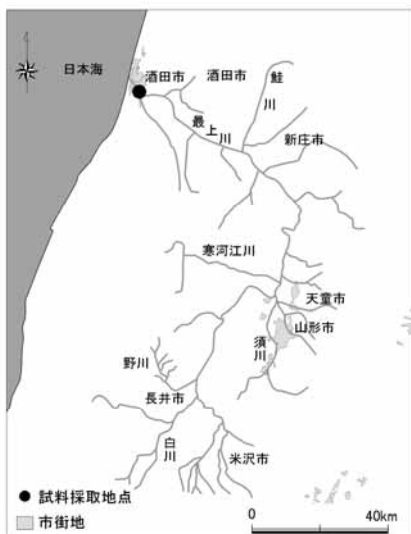 日本海
酒田市
酒田市
鮭川
最上川
新庄市
寒河江川
天童市
山形市
須川
野川
長井市
白川
米沢市
● 試料採取地点
市街地
0
40km